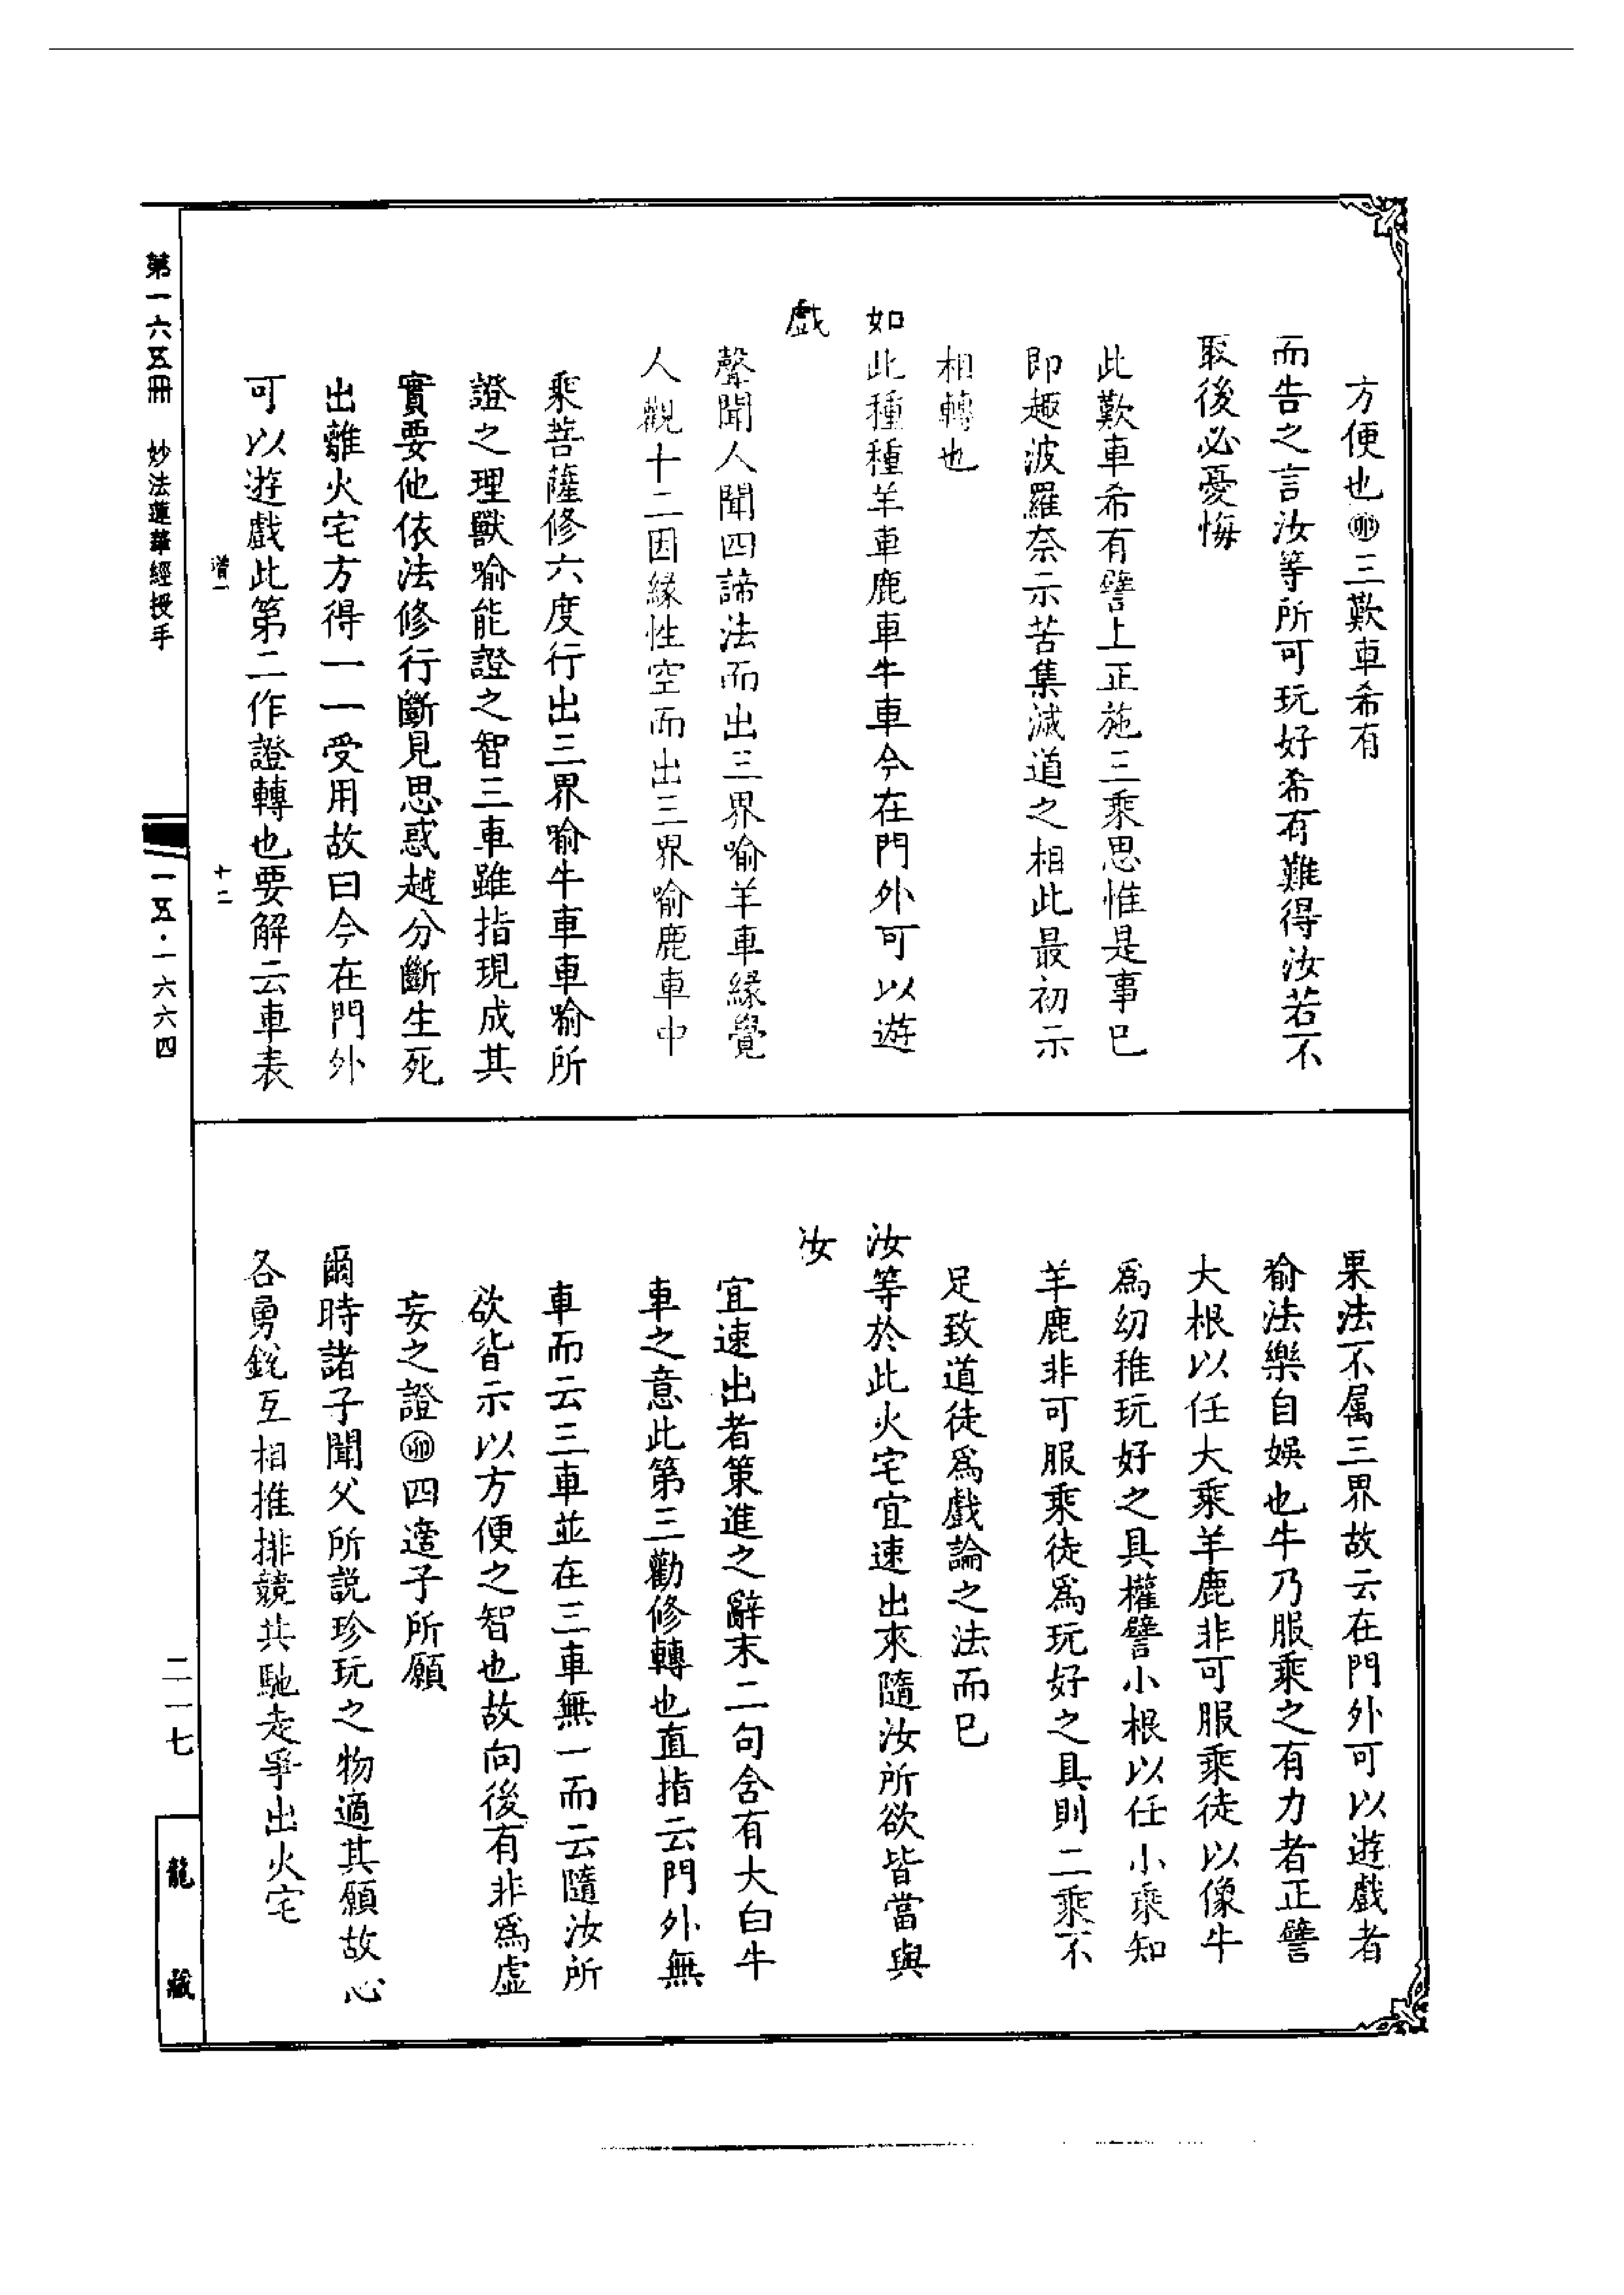 方便也㊞三歎車希有
而告之言汝等所可玩好希有難得汝若不
取後必憂悔
此歎車希有譬上正施三乘思惟是事已
即趣波羅奈示苦集滅道之相此最初示
相轉也
如此種種羊車鹿車牛車今在門外可以遊
戲
聲聞人聞四諦法而出三界喻羊車緣覺
人觀十二因緣性空而出三界喻鹿車中
乘菩薩修六度行出三界喻牛車車喻所
證之理獸喻能證之智三車雖指現成其
實要他依法修行斷見思惑越分斷生死
出離火宅方得一一受用故曰今在門外
可以遊戲此第二作證轉也要解云車表
果法不属三界故云在門外可以遊戲者
喻法樂自娛也牛乃服乘之有力者正譬
大根以任大乘羊鹿非可服乘徒以像牛
爲幼稚玩好之具權譬小根以任小乘知
羊鹿非可服乘徒爲玩好之具則二乘不
足致道徒爲戲論之法而已
汝等於此火宅宜速出來隨汝所欲皆當與
汝
宜速出者策進之辭末二句含有大白牛
車之意此第三勸修轉也直指云門外無
車而云三車並在三車無一而云隨汝所
欲皆示以方便之智也故向後有非爲虛
妄之證㊞四適子所願
爾時諸子聞父所說珍玩之物適其願故心
各勇銳互相推排競共馳走爭出火宅
第一六五冊 妙法蓮華經授手
一五·一六六四
二一七
龍藏
十二